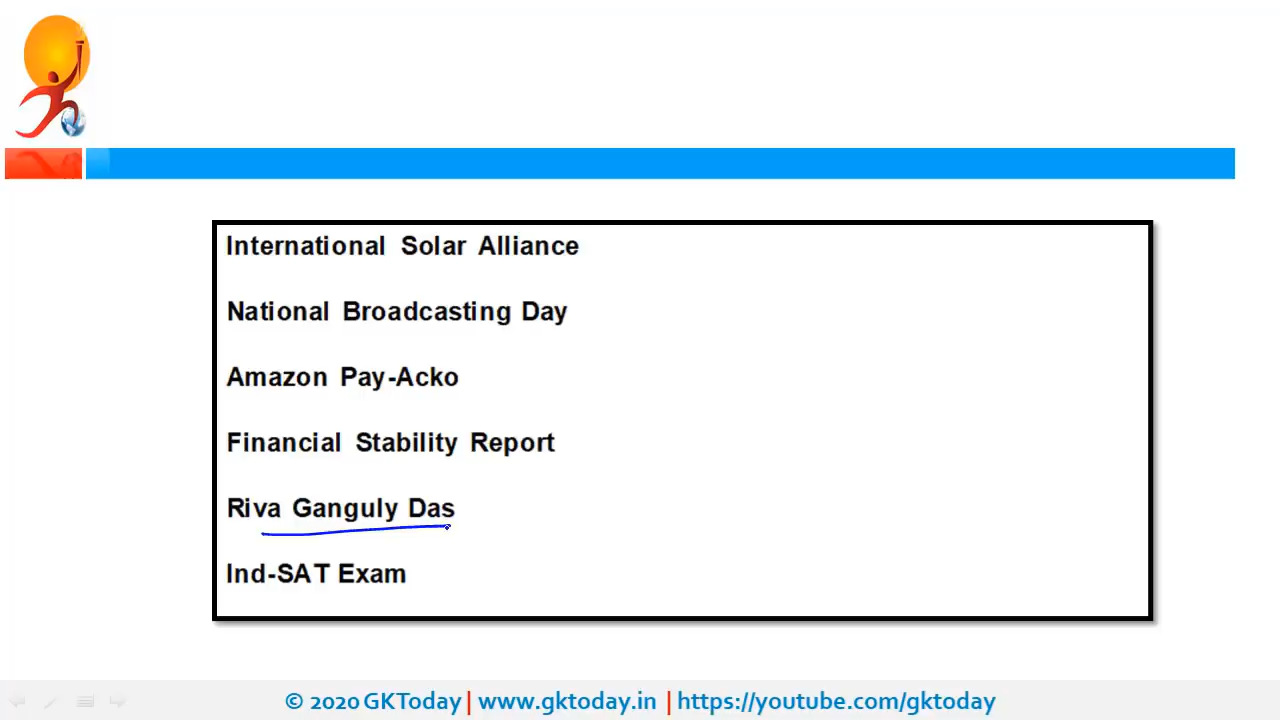 International Solar Alliance
National Broadcasting Day
Amazon Pay-Acko
Financial Stability Report
Riva Ganguly Das
Ind-SAT Exam
© 2020 GKToday | www.gktoday.in | https://youtube.com/gktoday